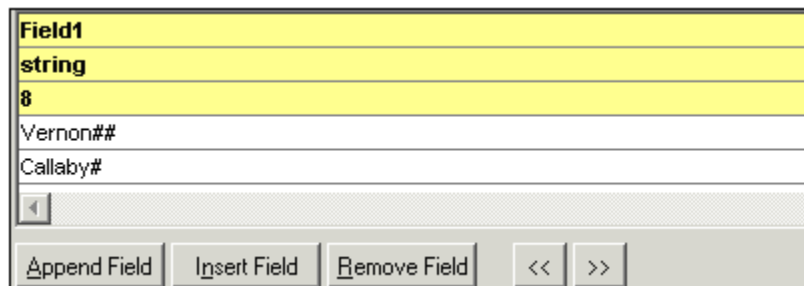 Field1
string
8
Vernon##
Callaby#
Append Field Insert Field Remove Field << >>